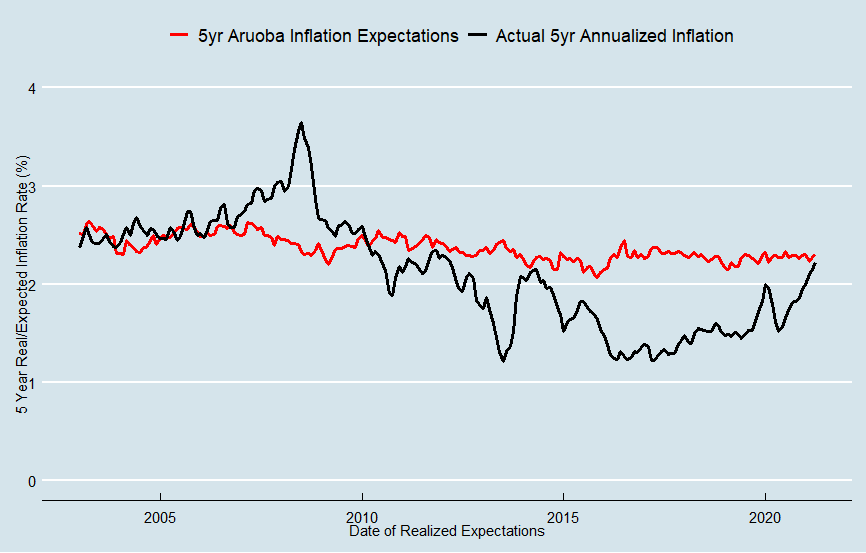 5yr Aruoba Inflation Expectations Actual 5yr Annualized Inflation
5 Year Real/Expected Inflation Rate (%)
4
3
2
1
0
2005 2010 2015 2020
Date of Realized Expectations